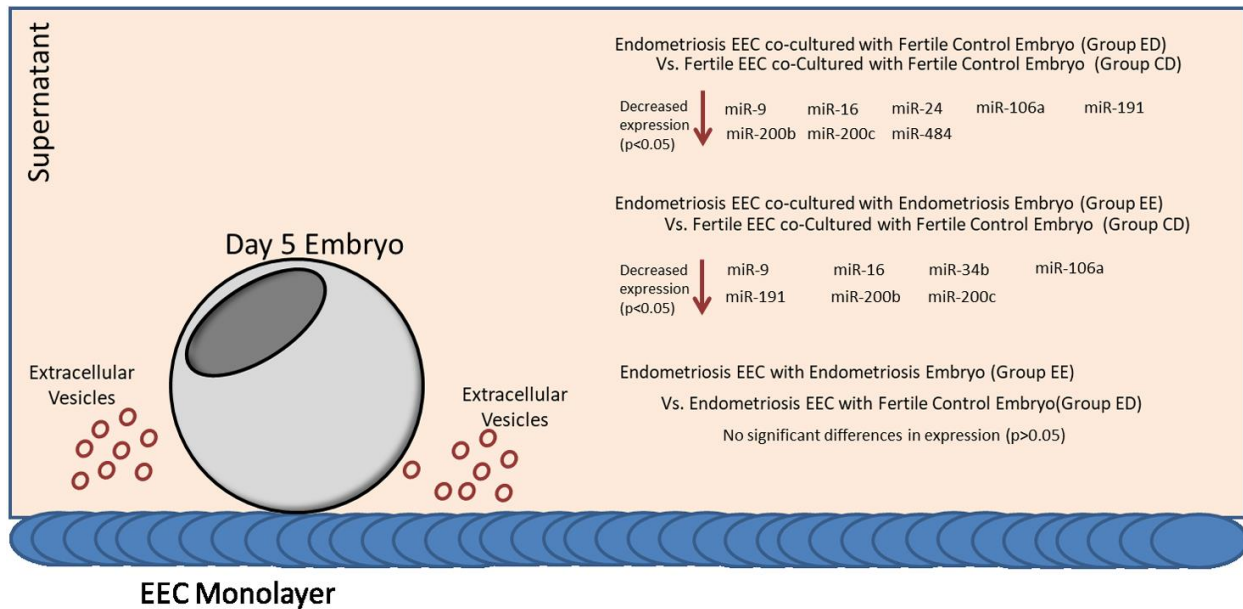 Supernatant
Endometriosis EEC co-cultured with Fertile Control Embryo (Group ED)
Vs. Fertile EEC co-Cultured with Fertile Control Embryo (Group CD)
Decreased
expression
(p<0.05)
miR-9 miR-16 miR-24 miR-106a miR-191
miR-200b miR-200c miR-484
Endometriosis EEC co-cultured with Endometriosis Embryo (Group EE)
Vs. Fertile EEC co-Cultured with Fertile Control Embryo (Group CD)
Decreased
expression
(p<0.05)
miR-9 miR-16 miR-34b miR-106a
miR-191 miR-200b miR-200c
Endometriosis EEC with Endometriosis Embryo (Group EE)
Vs. Endometriosis EEC with Fertile Control Embryo(Group ED)
No significant differences in expression (p>0.05)
Day 5 Embryo
Extracellular
Vesicles
Extracellular
Vesicles
EEC Monolayer